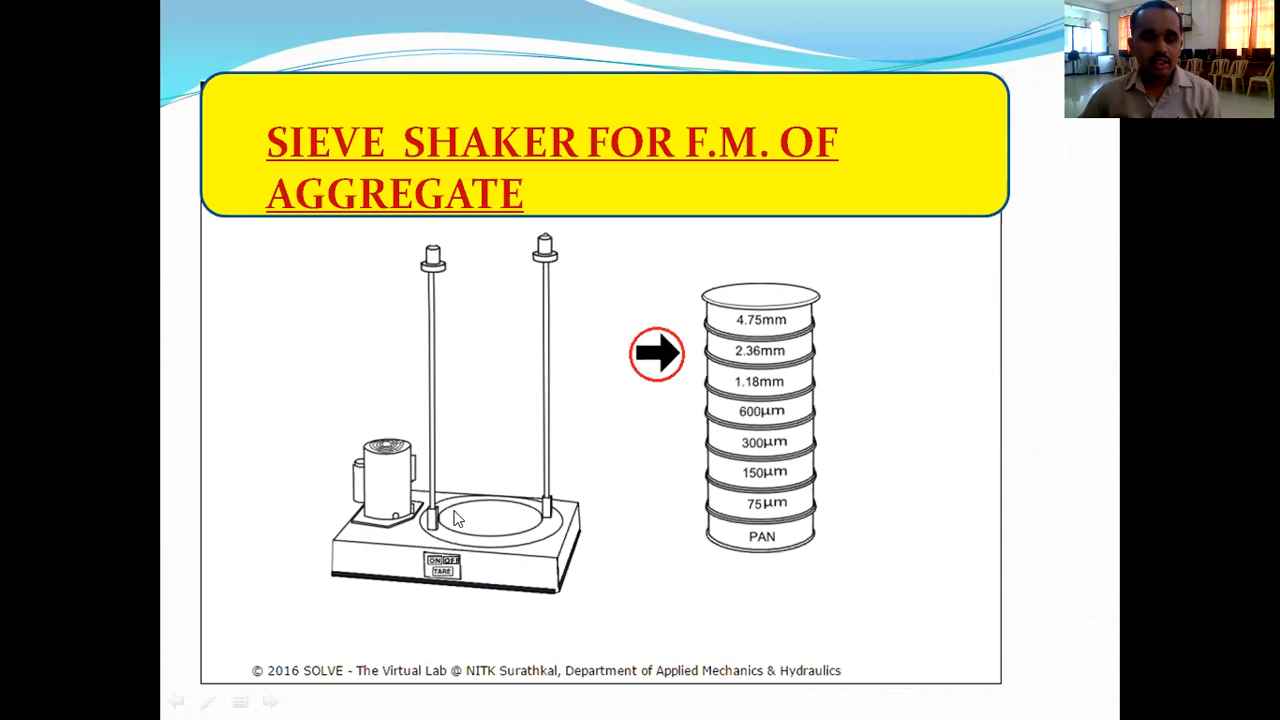 SIEVE SHAKER FOR F.M. OF
AGGREGATE
4.75mm
2.36mm
1.18mm
600µm
300µm
150µm
75µm
PAN
ON OFF
TARE
© 2016 SOLVE - The Virtual Lab @ NITK Surathkal, Department of Applied Mechanics & Hydraulics